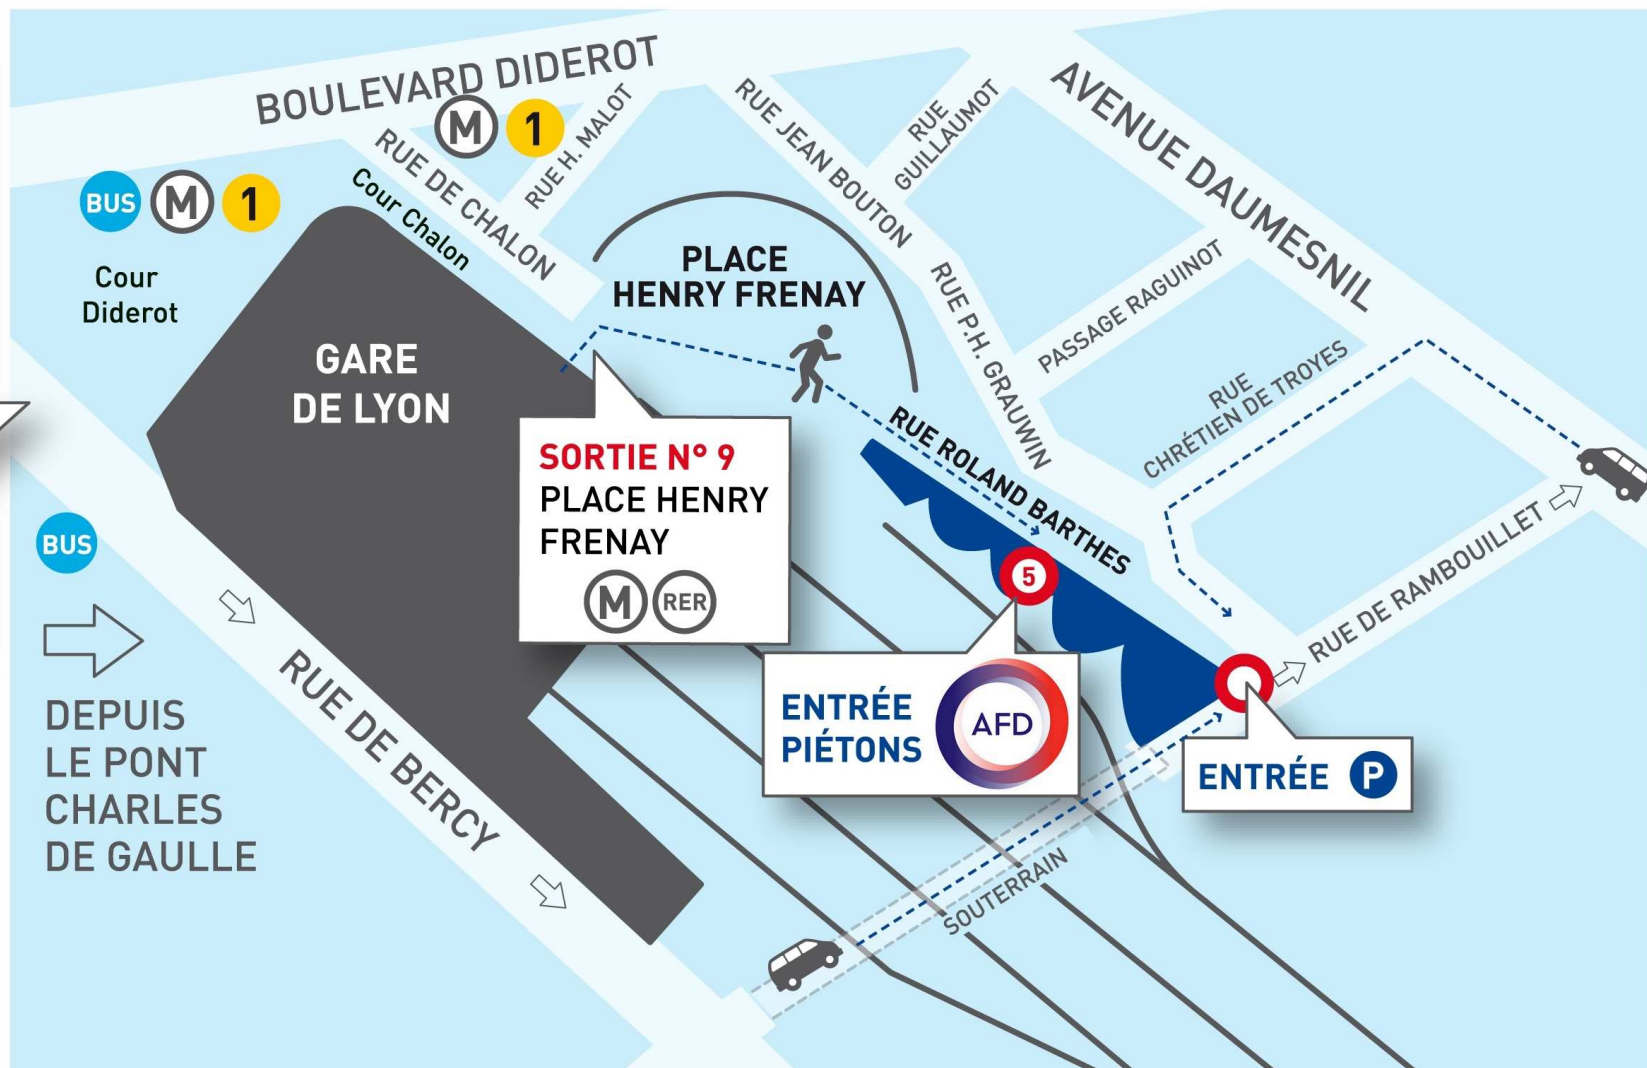 BOULEVARD DIDEROT
M
1
RUE H. MALOT
RUE DE CHALON
Cour Chalon
BUS
M
1
Cour
Diderot
GARE
DE LYON
PLACE
HENRY FRENAY
RUE JEAN BOUTON
RUE
GUILLAUMOT
AVENUE DAUMESNIL
RUE P.H. GRAUWIN
PASSAGE RAGUINOT
RUE
CHRÉTIEN DE TROYES
RUE ROLAND BARTHES
SORTIE N° 9
PLACE HENRY
FRENAY
M
RER
5
ENTRÉE
PIÉTONS
AFD
RUE DE RAMBOUILLET
ENTRÉE P
BUS
DEPUIS
LE PONT
CHARLES
DE GAULLE
RUE DE BERCY
SOUTERRAIN